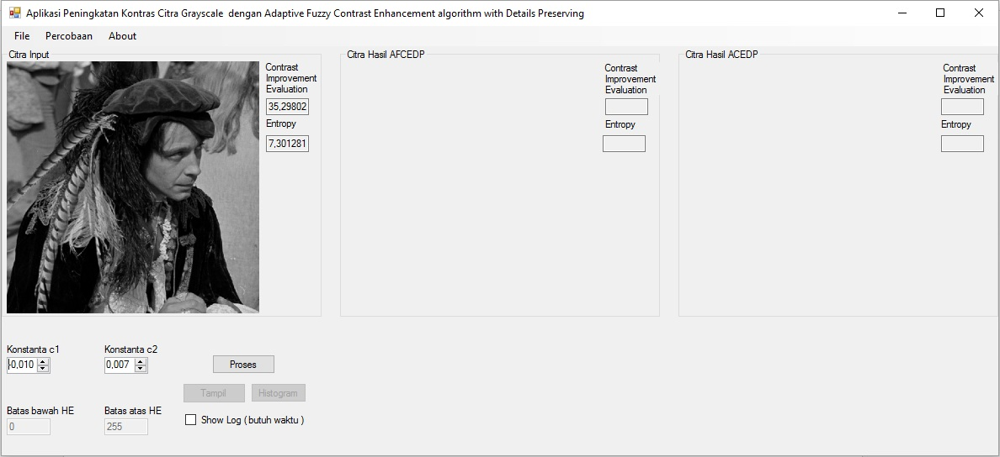 Aplikasi Peningkatan Kontras Citra Grayscale  dengan Adaptive Fuzzy Contrast Enhancement algorithm with Details Preserving
File Percobaan About
Citra Input
Contrast
Improvement
Evaluation
35,29802
Entropy
7,301281
Citra Hasil AFCEDP
Contrast
Improvement
Evaluation
Entropy
Citra Hasil ACEDP
Contrast
Improvement
Evaluation
Entropy
Konstanta c1
-0,010
Konstanta c2
0,007
Proses
Tampil
Histogram
Batas bawah HE
0
Batas atas HE
255
Show Log ( butuh waktu )